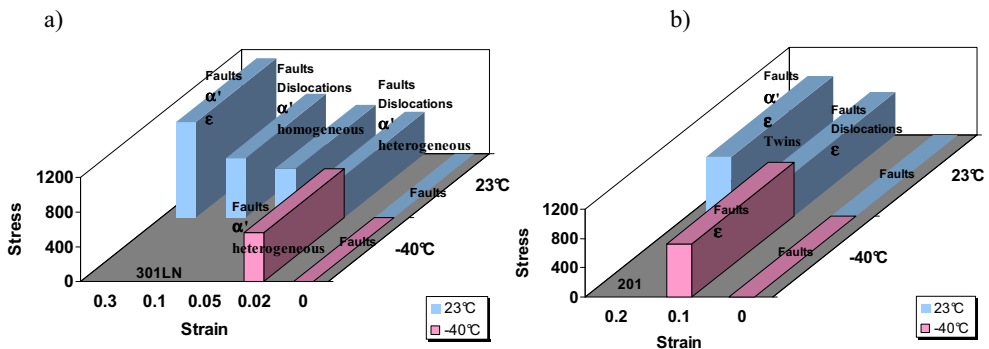 a)
Faults
α'
ε
Faults
Dislocations
α'
homogeneous
Faults
Dislocations
α'
heterogeneous
1200
800
400
0
Stress
Faults
α'
heterogeneous
Faults
Faults
23°C
-40°C
301LN
0.3 0.1 0.05 0.02 0
Strain
23°C
-40°C
b)
Faults
α'
ε
Twins
Faults
Dislocations
ε
1200
800
400
0
Stress
Faults
ε
Faults
Faults
23°C
-40°C
201
0.2 0.1 0
Strain
23°C
-40°C